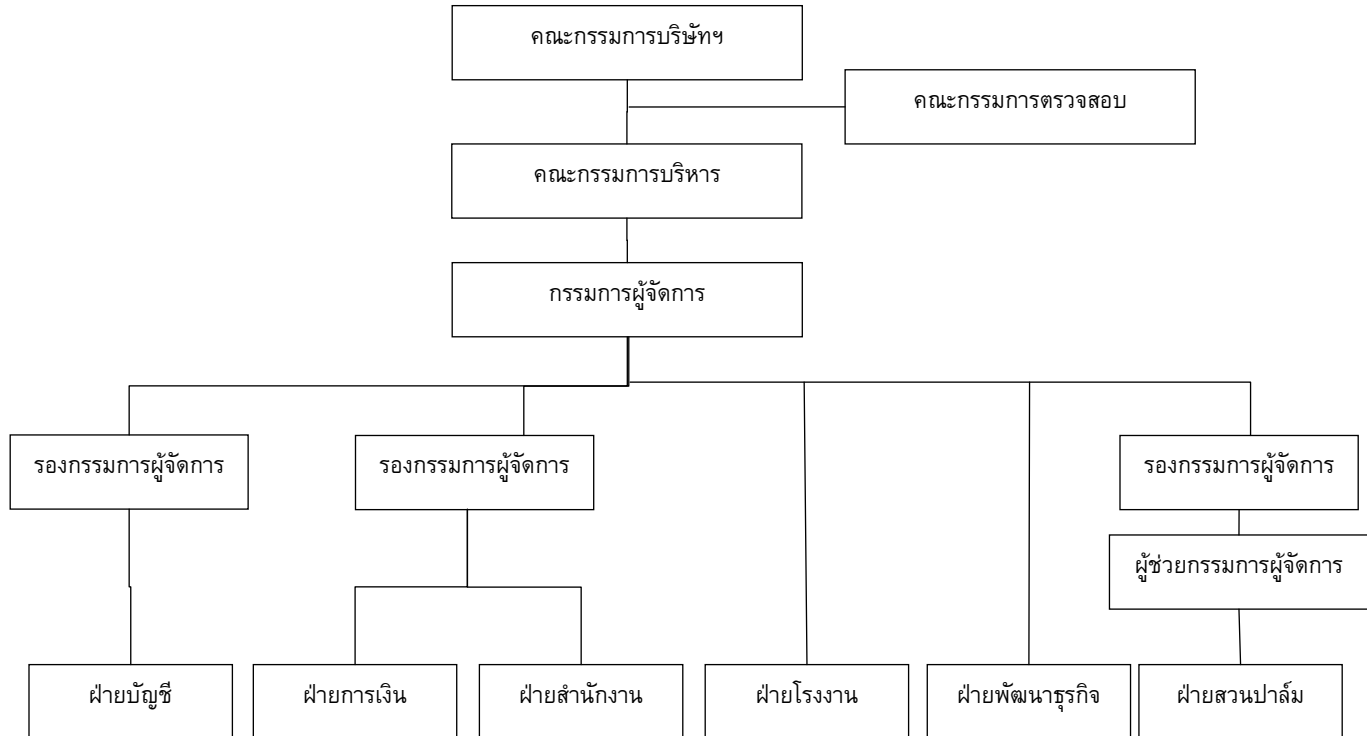 คณะกรรมการบริษัทฯ
คณะกรรมการตรวจสอบ
คณะกรรมการบริหาร
กรรมการผู้จัดการ
รองกรรมการผู้จัดการ
รองกรรมการผู้จัดการ
รองกรรมการผู้จัดการ
ผู้ช่วยกรรมการผู้จัดการ
ฝ่ายบัญชี
ฝ่ายการเงิน
ฝ่ายสำนักงาน
ฝ่ายโรงงาน
ฝ่ายพัฒนาธุรกิจ
ฝ่ายสวนปาล์ม